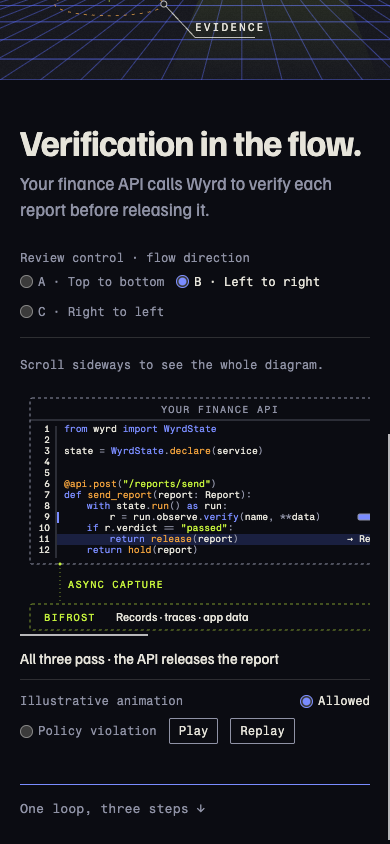 EVIDENCE
Verification in the flow.
Your finance API calls Wyrd to verify each
report before releasing it.
Review control · flow direction
A · Top to bottom B · Left to right
C · Right to left
Scroll sideways to see the whole diagram.
YOUR FINANCE API
1 from wyrd import WyrdState
2
3 state = WyrdState.declare(service)
4
5
6 @api.post("/reports/send")
7 def send_report(report: Report):
8 with state.run() as run:
9 r = run.observe.verify(name, **data)
10 if r.verdict == "passed":
11 return release(report) → Re
12 return hold(report)
ASYNC CAPTURE
BIFROST Records · traces · app data
All three pass · the API releases the report
Illustrative animation Allowed
Policy violation Play Replay
One loop, three steps ↓